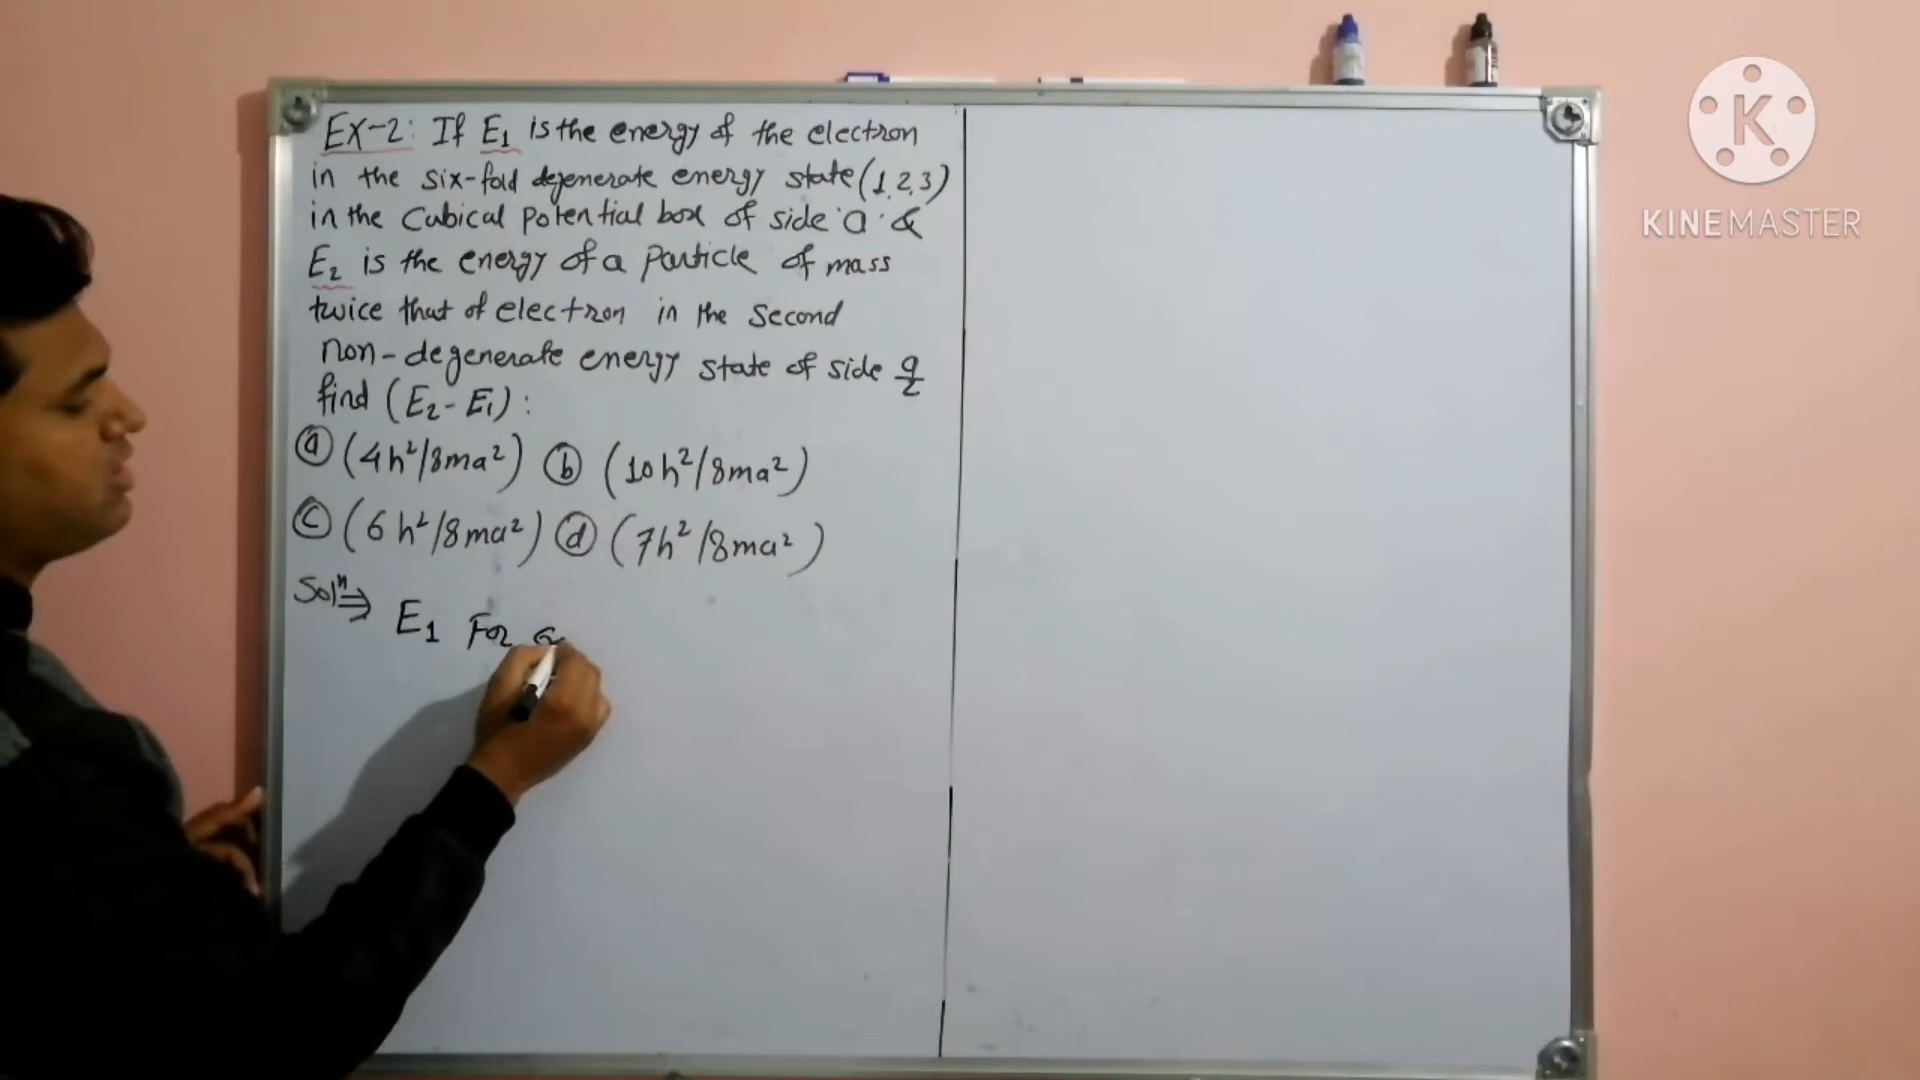 Ex-2: If E₁ is the energy of the electron
in the six-fold degenerate energy state (1,2,3)
in the cubical potential box of side 'a' &
E₂ is the energy of a particle of mass
twice that of electron in the second
non-degenerate energy state of side a/2
find (E₂-E₁):
(a) (4h²/8ma²) (b) (10h²/8ma²)
(c) (6h²/8ma²) (d) (7h²/8ma²)
Solⁿ⇒ E₁ For
K
KINEMASTER